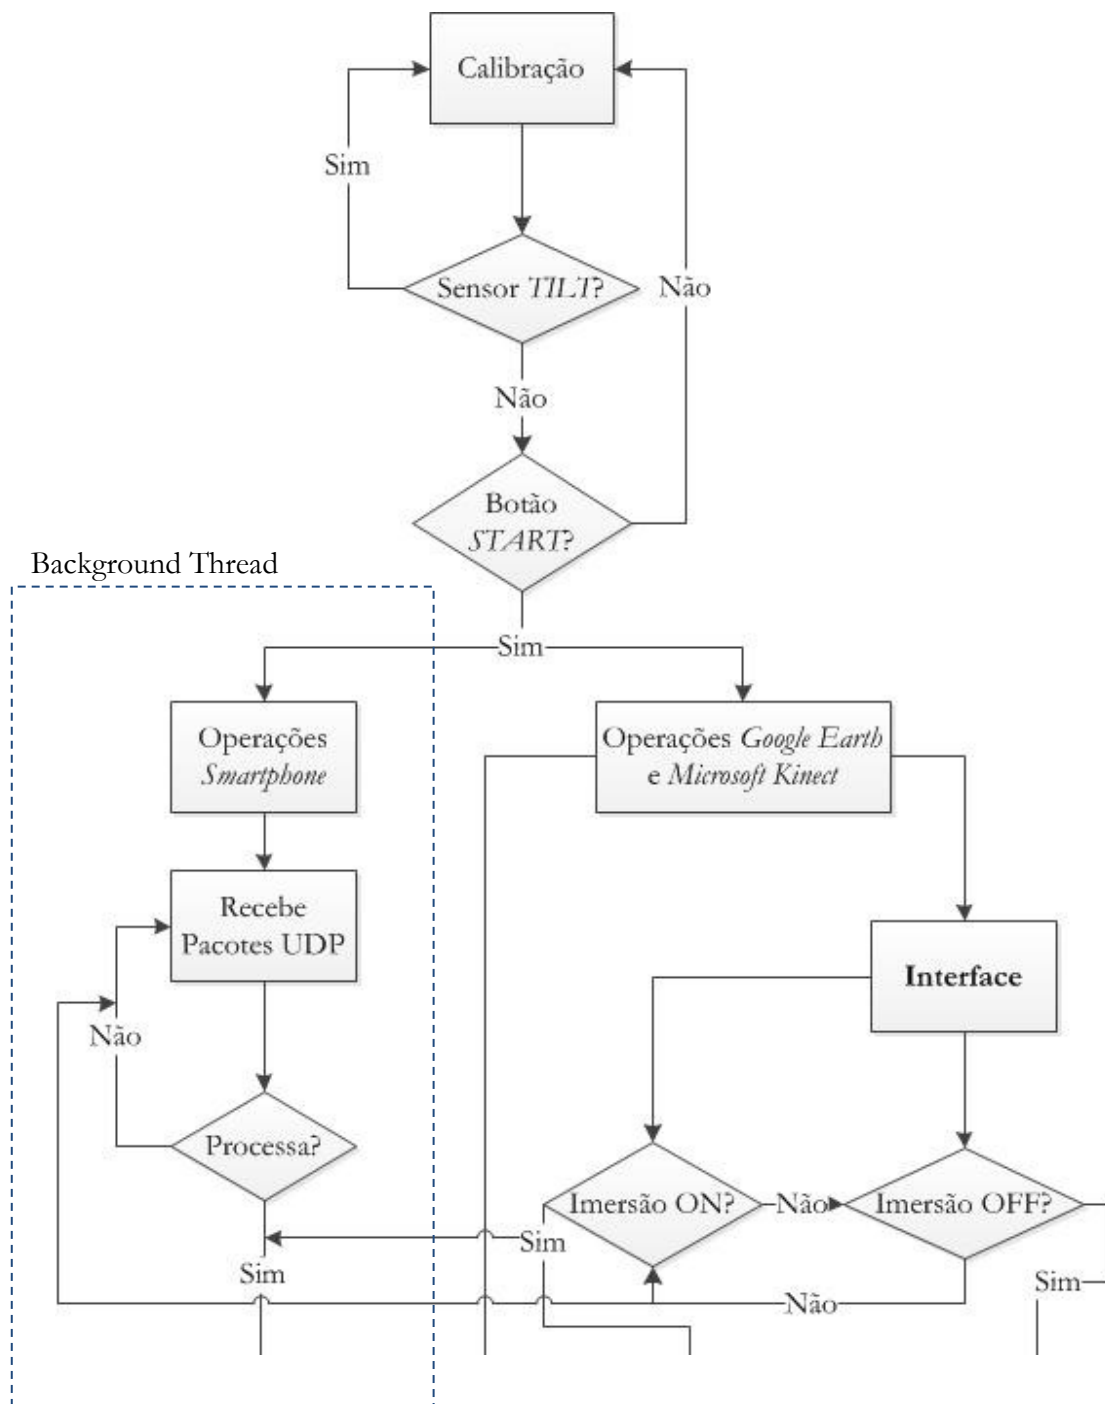 Calibração
Sim
Sensor TILT?
Não
Não
Botão
START?
Background Thread
Sim
Operações
Smartphone
Operações Google Earth
e Microsoft Kinect
Recebe
Pacotes UDP
Interface
Não
Processa?
Imersão ON?
Não
Imersão OFF?
Sim
Sim
Sim
Não